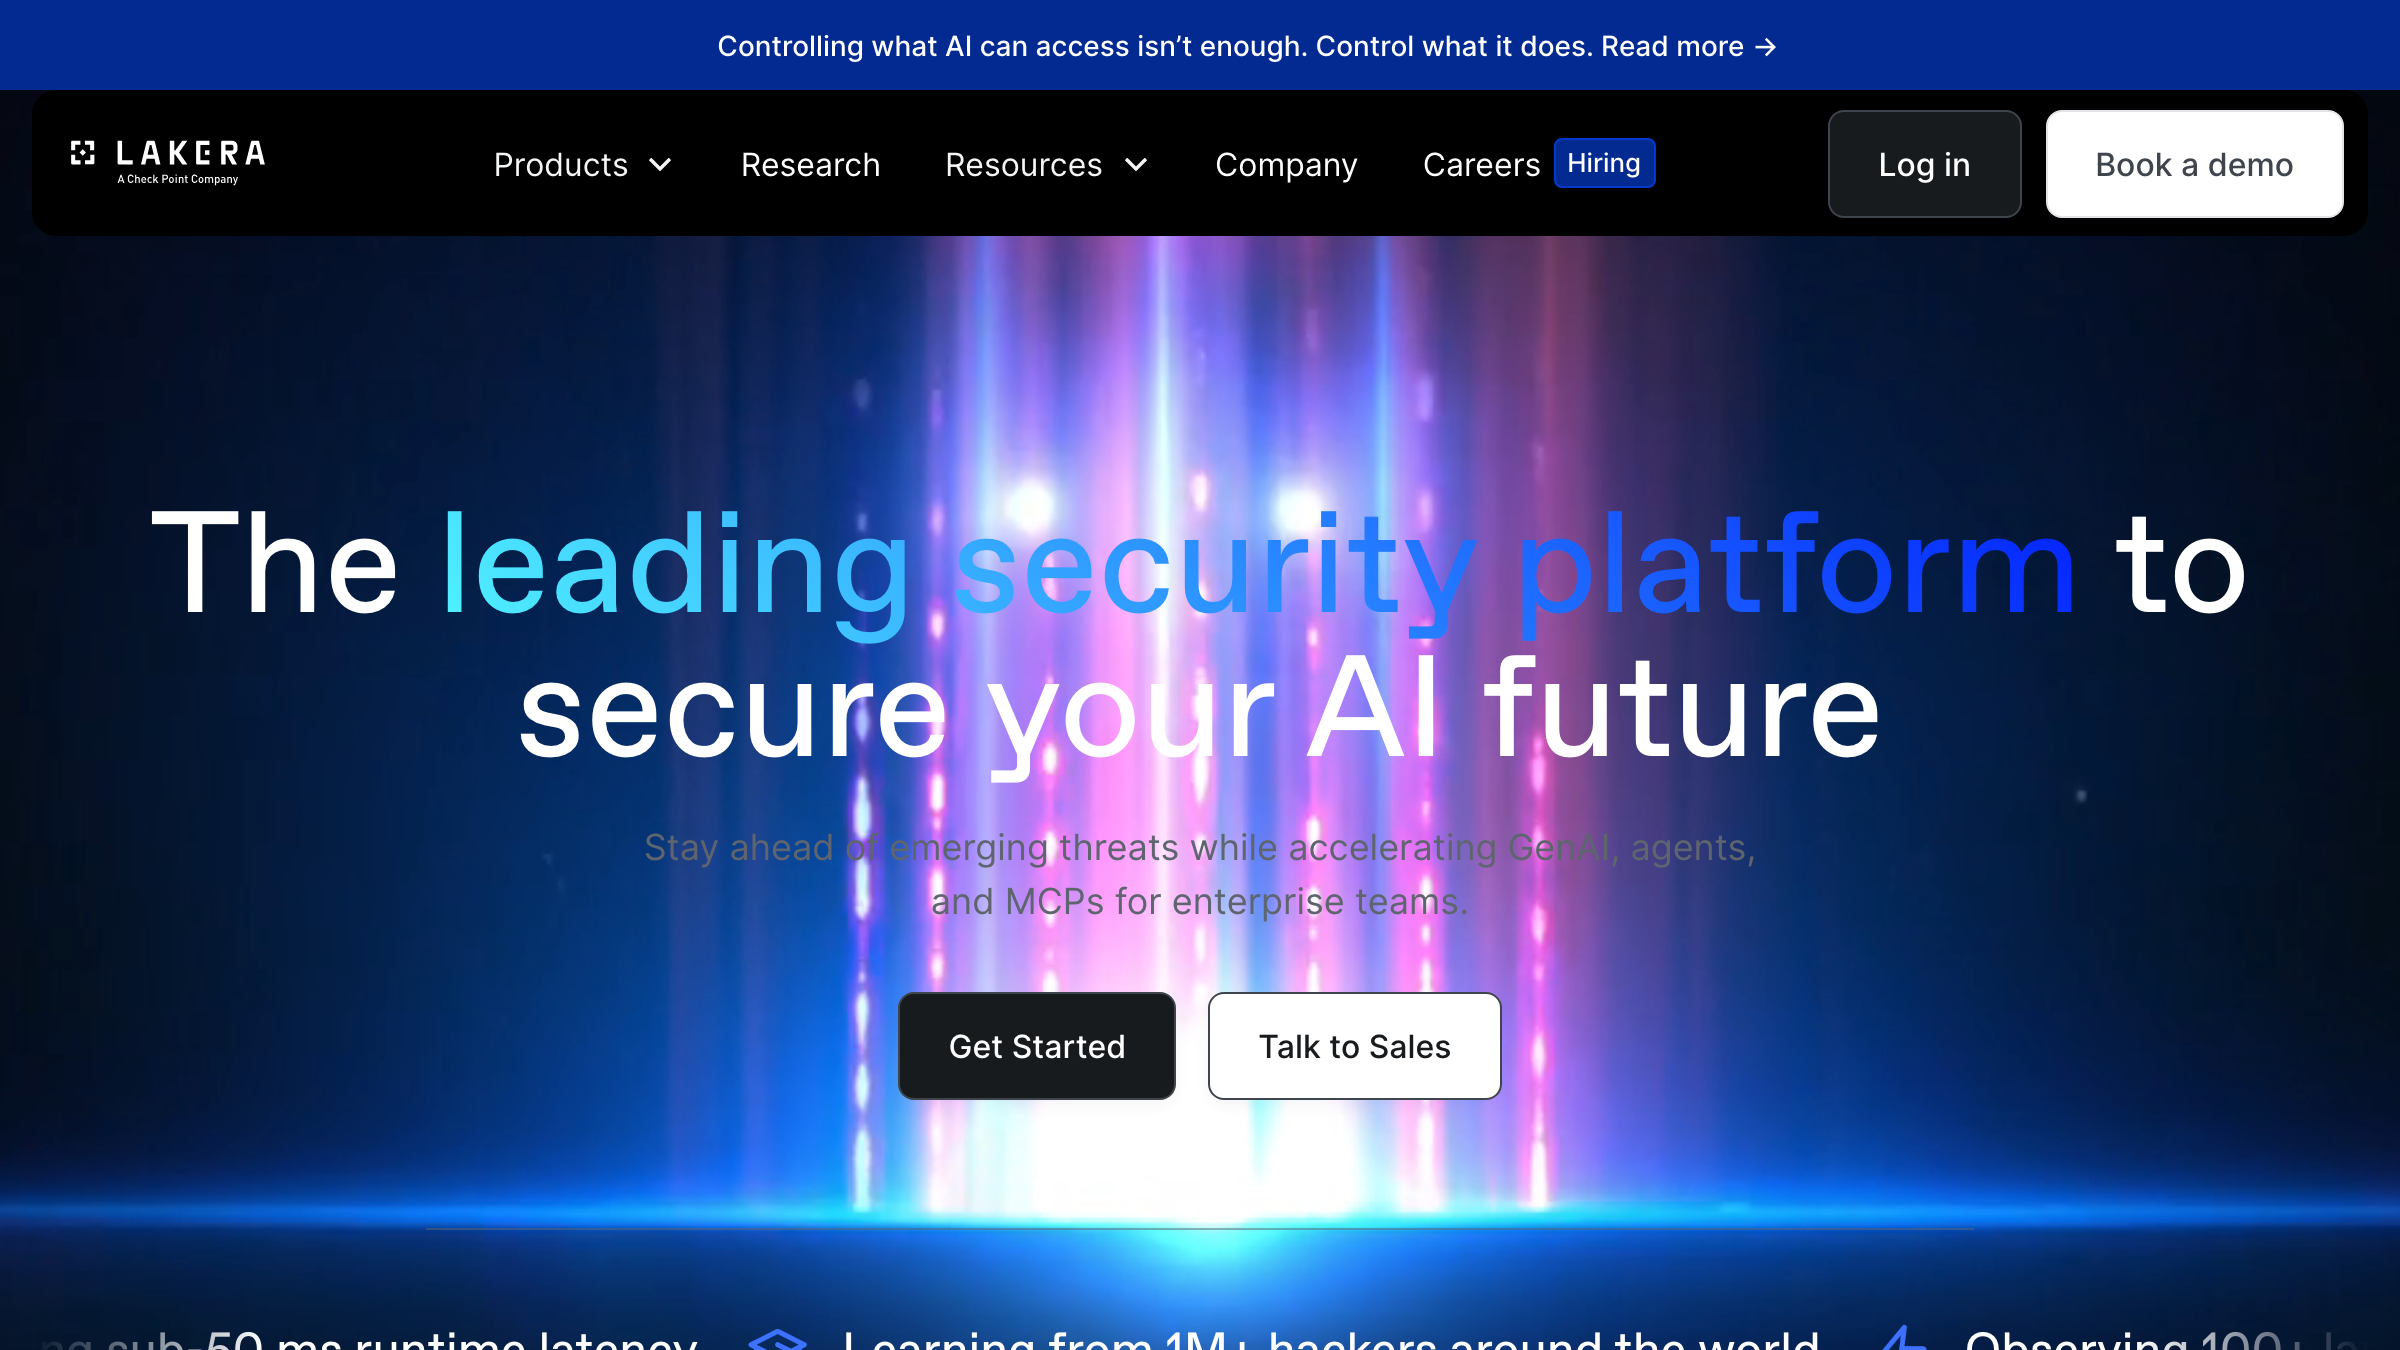 Controlling what AI can access isn’t enough. Control what it does. Read more →
LAKERA
A Check Point Company
Products
Research
Resources
Company
Careers
Hiring
Log in
Book a demo
The leading security platform to
secure your AI future
Stay ahead of emerging threats while accelerating GenAI, agents,
and MCPs for enterprise teams.
Get Started
Talk to Sales
sub-50 ms runtime latency
Learning from 1M+ hackers around the world
Observing 100+